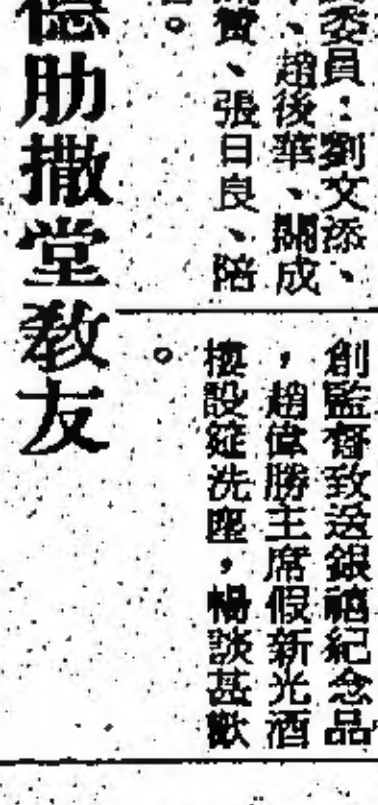 委員：劉文添、
、趙後華、關成
賢、張日良、陪
。
創監督致送銀禧紀念品
，趙偉勝主席假新光酒
樓設筵洗塵，暢談甚歡
。
德肋撒堂教友